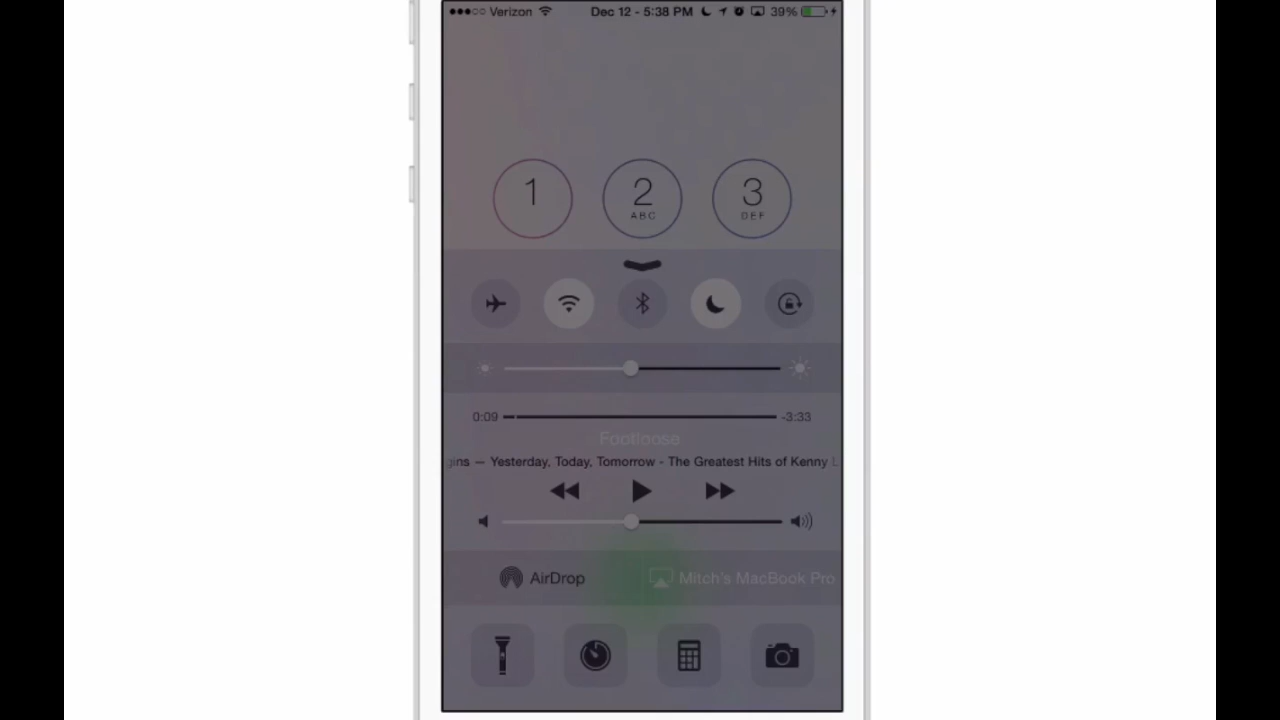 Verizon Dec 12 - 5:38 PM 39%
1 2 3
ABC DEF
0:09 -3:33
Footloose
— Yesterday, Today, Tomorrow - The Greatest Hits of Kenny
AirDrop Mitch's MacBook Pro